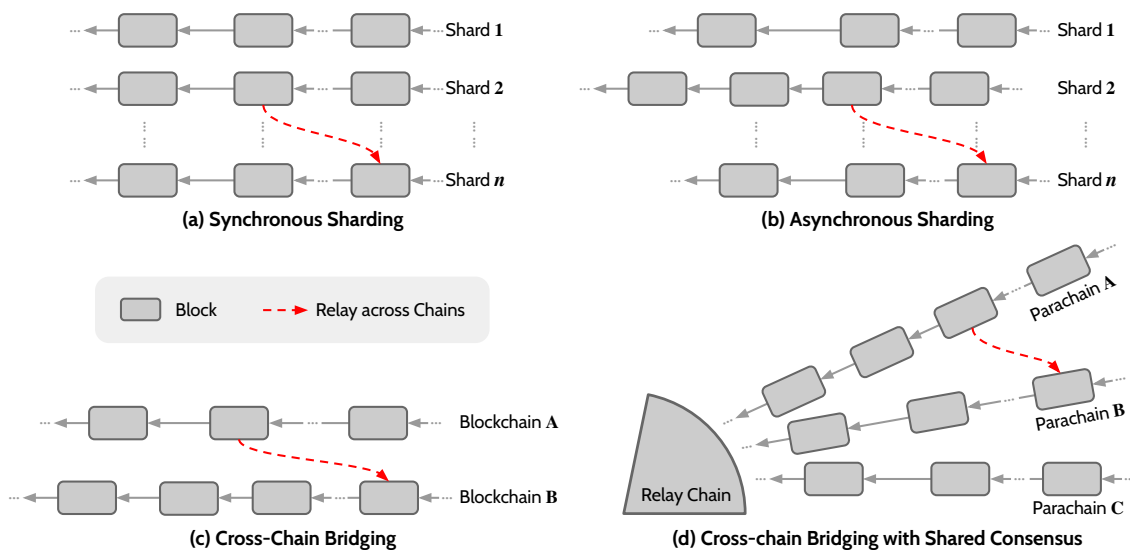 Shard 1
Shard 2
Shard n
(a) Synchronous Sharding
Shard 1
Shard 2
Shard n
(b) Asynchronous Sharding
Block
Relay across Chains
Blockchain A
Blockchain B
(c) Cross-Chain Bridging
Parachain A
Parachain B
Relay Chain
Parachain C
(d) Cross-chain Bridging with Shared Consensus